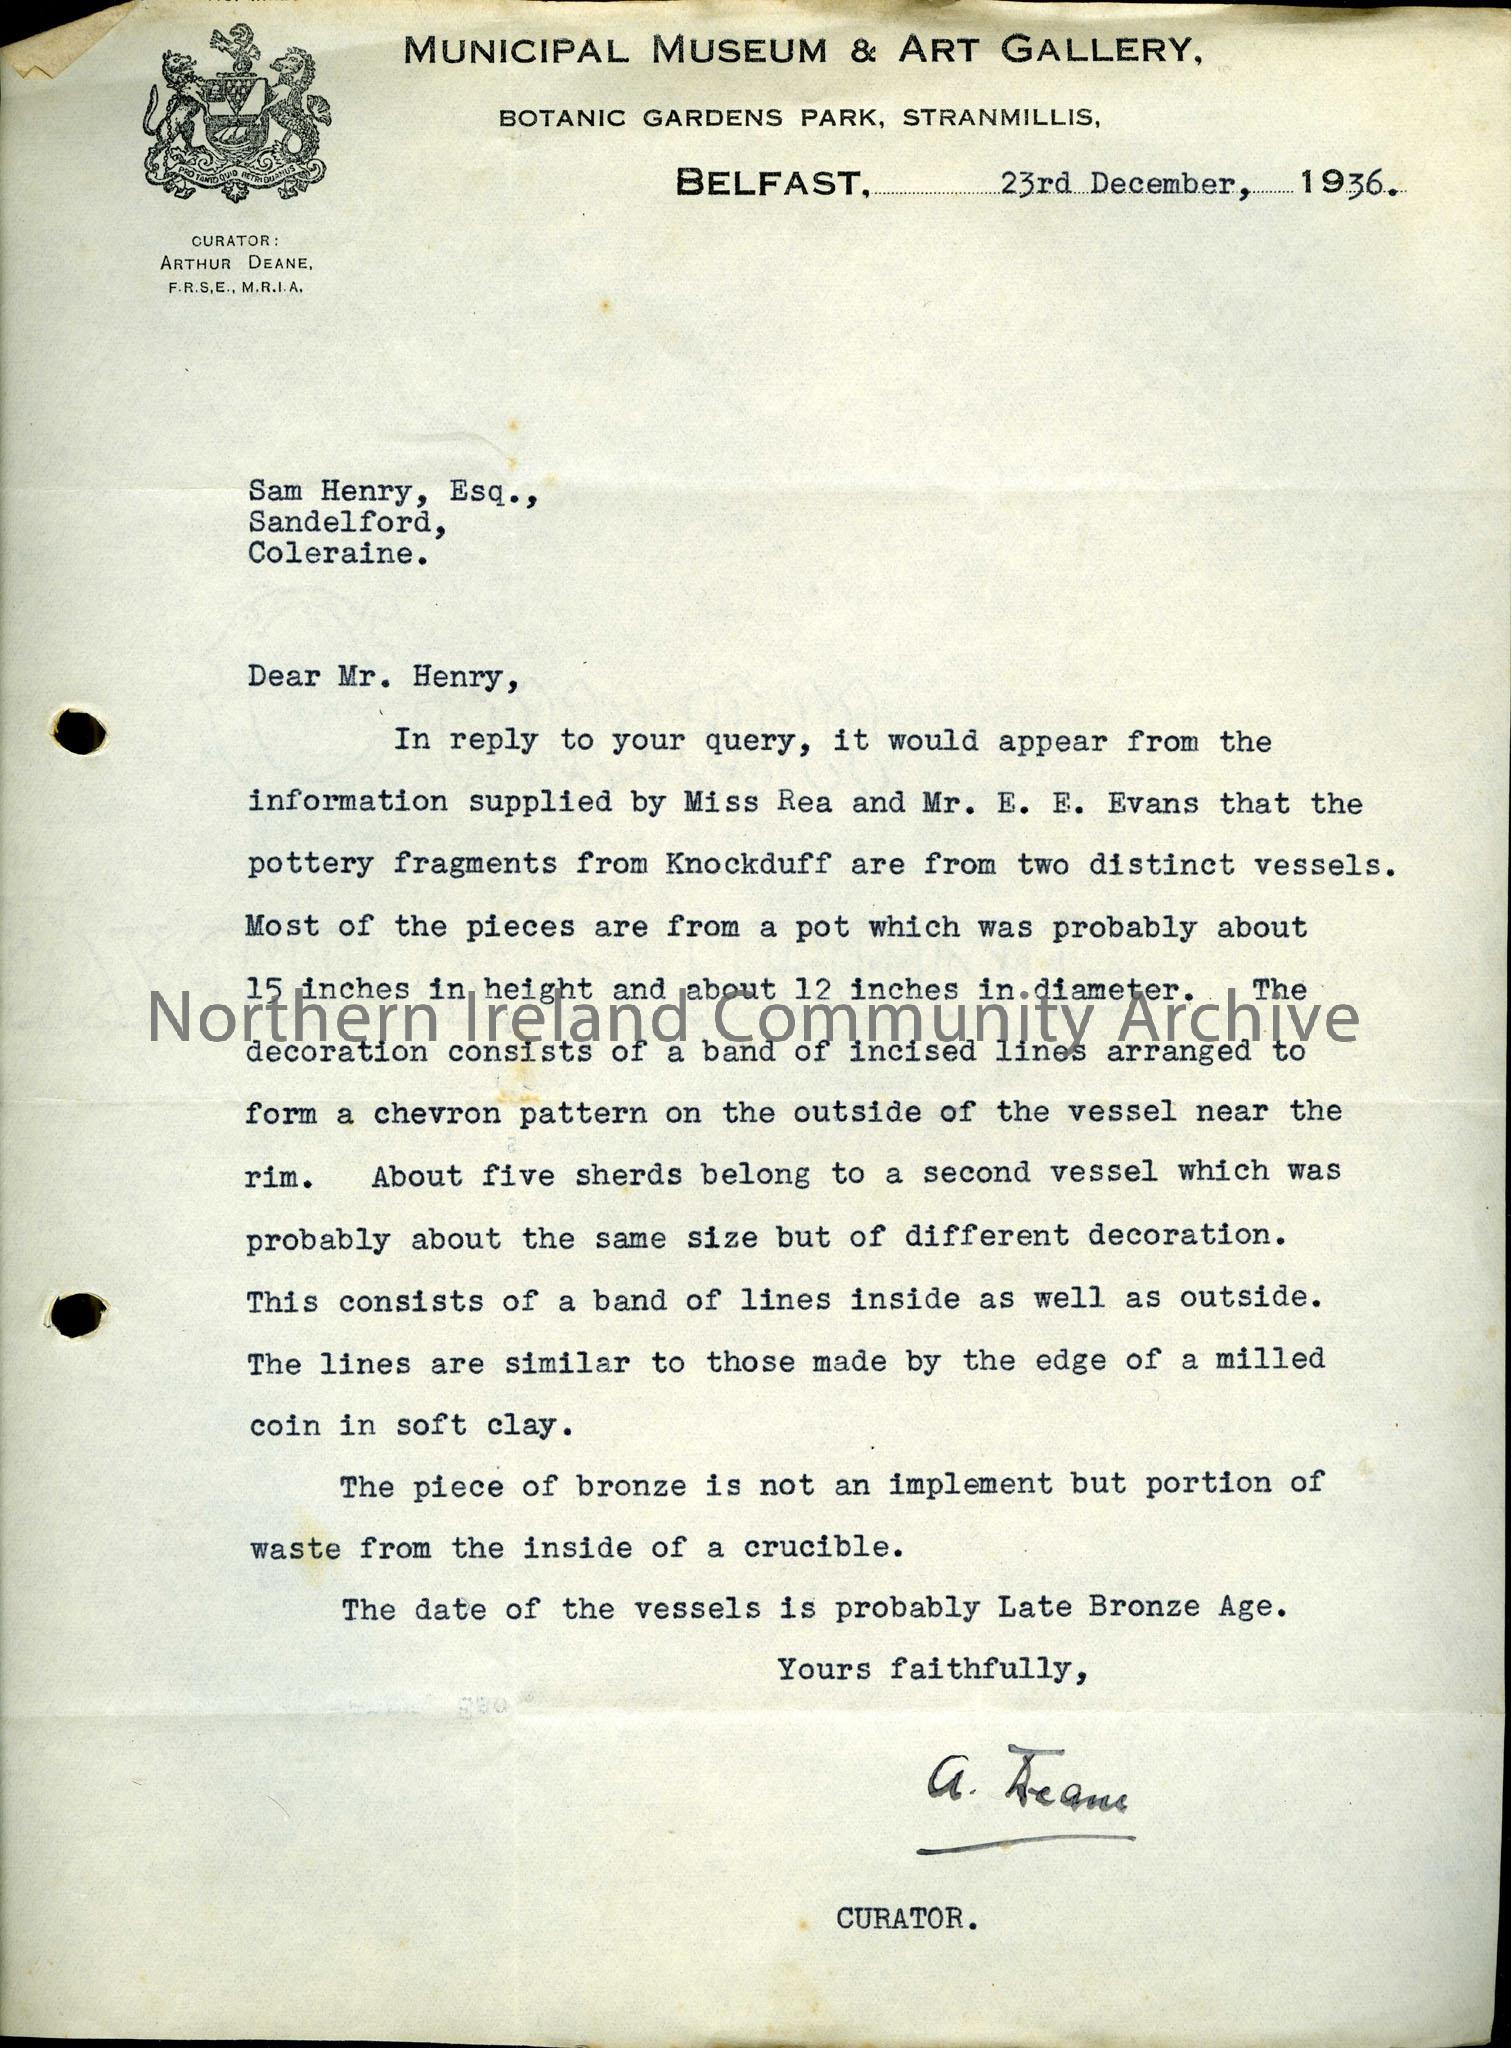 MUNICIPAL MUSEUM & ART GALLERY,
BOTANIC GARDENS PARK, STRANMILLIS,
BELFAST, 23rd December, 1936.
PRO TANTO QUID RETRIBUAMUS
CURATOR:
ARTHUR DEANE,
F.R.S.E., M.R.I.A.
Sam Henry, Esq.,
Sandelford,
Coleraine.
Dear Mr. Henry,
In reply to your query, it would appear from the
information supplied by Miss Rea and Mr. E. E. Evans that the
pottery fragments from Knockduff are from two distinct vessels.
Most of the pieces are from a pot which was probably about
15 inches in height and about 12 inches in diameter. The
Northern Ireland Community Archive
decoration consists of a band of incised lines arranged to
form a chevron pattern on the outside of the vessel near the
rim. About five sherds belong to a second vessel which was
probably about the same size but of different decoration.
This consists of a band of lines inside as well as outside.
The lines are similar to those made by the edge of a milled
coin in soft clay.
The piece of bronze is not an implement but portion of
waste from the inside of a crucible.
The date of the vessels is probably Late Bronze Age.
Yours faithfully,
A. Deane
CURATOR.